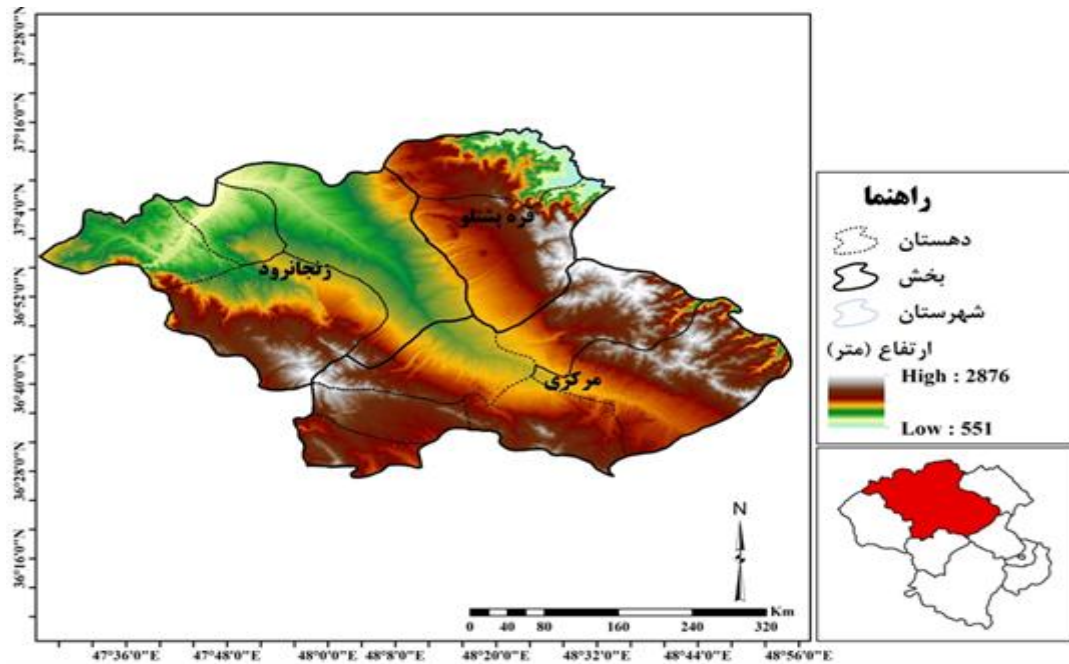 37°28'0"N
37°16'0"N
37°4'0"N
36°52'0"N
36°40'0"N
36°28'0"N
36°16'0"N
قره پشتلو
زنجانرود
مرکزی
N
Km
0 20 40 60 80 160 240 320
47°36'0"E 47°48'0"E 48°0'0"E 48°8'0"E 48°20'0"E 48°32'0"E 48°44'0"E 48°56'0"E
راهنما
دهستان
بخش
شهرستان
ارتفاع (متر)
High : 2876
Low : 551